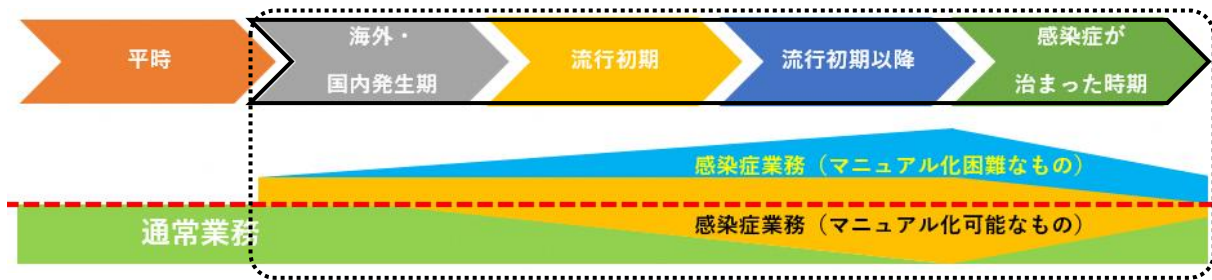 平時
海外・
国内発生期
流行初期
流行初期以降
感染症が
治まった時期
感染症業務（マニュアル化困難なもの）
通常業務
感染症業務（マニュアル化可能なもの）